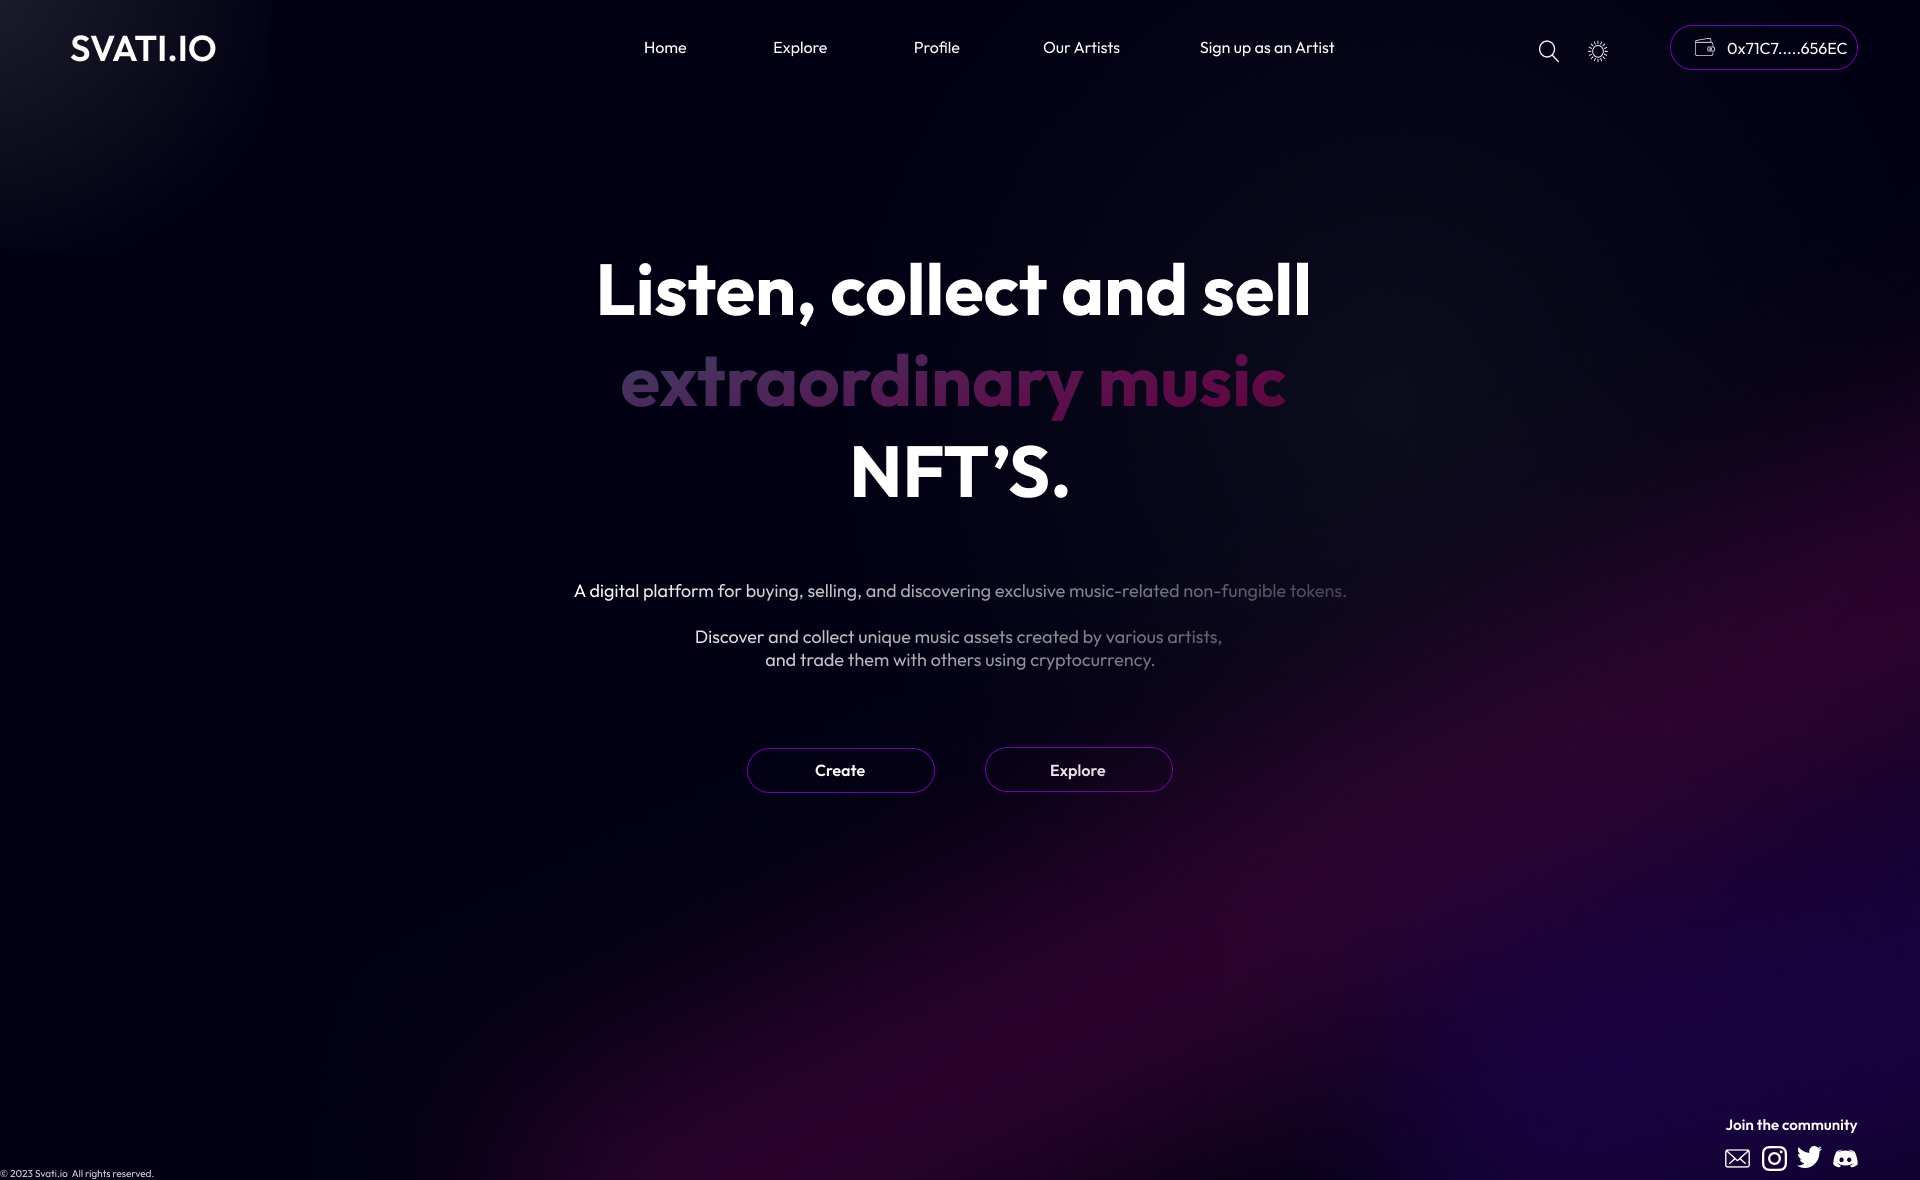 SVATI.IO
Home
Explore
Profile
Our Artists
Sign up as an Artist
0x71C7.....656EC
Listen, collect and sell
extraordinary music
NFT’S.
A digital platform for buying, selling, and discovering exclusive music-related non-fungible tokens.
Discover and collect unique music assets created by various artists,
and trade them with others using cryptocurrency.
Create
Explore
Join the community
© 2023 Svati.io All rights reserved.